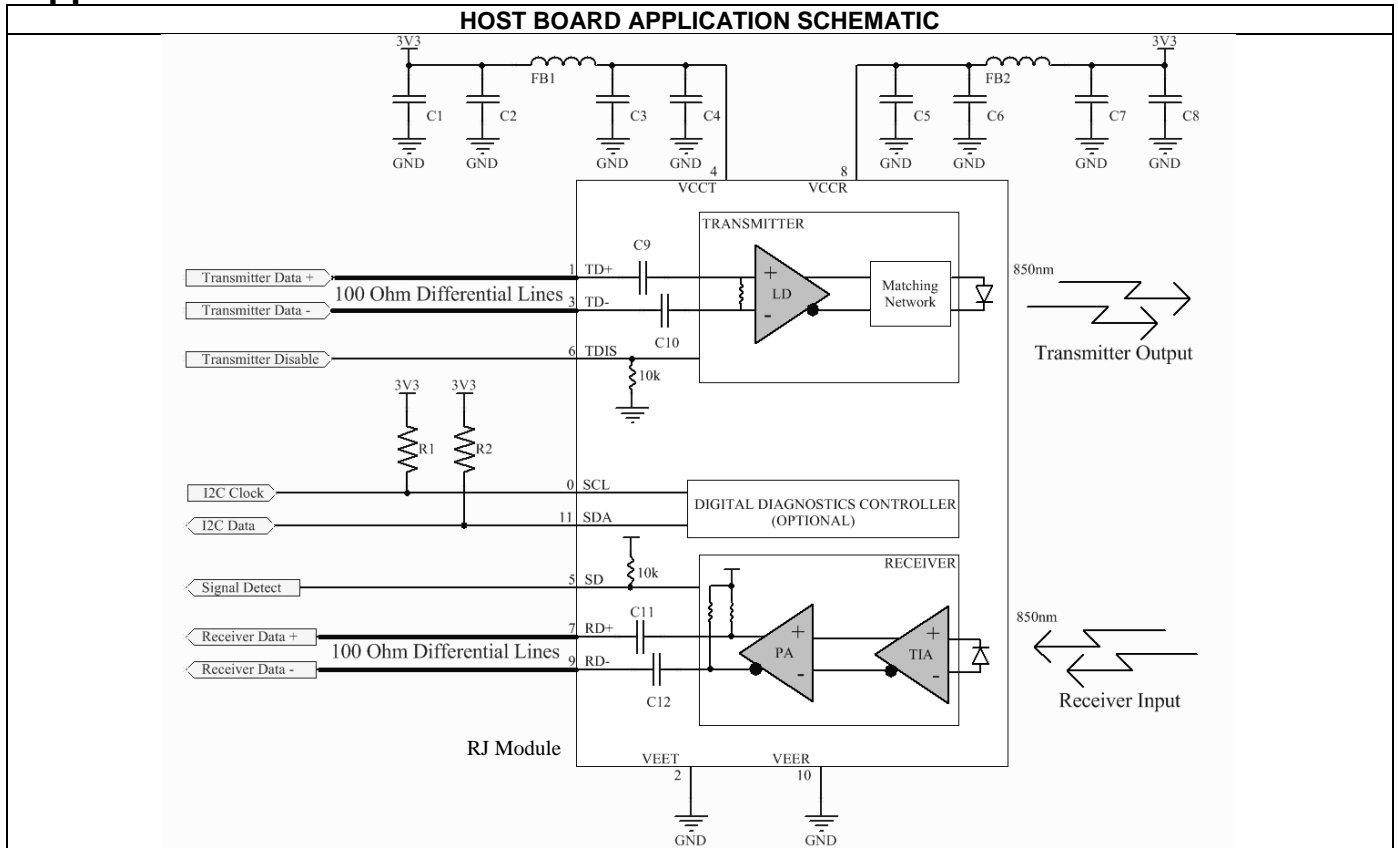 HOST BOARD APPLICATION SCHEMATIC
3V3
3V3
FB1
FB2
C1
C2
C3
C4
C5
C6
C7
C8
GND
GND
GND
GND
GND
GND
GND
GND
4
8
VCCT
VCCR
TRANSMITTER
C9
Transmitter Data +
1 TD+
100 Ohm Differential Lines
Transmitter Data -
3 TD-
C10
+
LD
-
Matching
Network
850nm
Transmitter Output
Transmitter Disable
6 TDIS
10k
3V3
3V3
R1
R2
I2C Clock
0 SCL
I2C Data
11 SDA
DIGITAL DIAGNOSTICS CONTROLLER
(OPTIONAL)
RECEIVER
10k
Signal Detect
5 SD
C11
Receiver Data +
7 RD+
100 Ohm Differential Lines
Receiver Data -
9 RD-
C12
+
PA
-
+
TIA
-
850nm
Receiver Input
RJ Module
VEET
VEER
2
10
GND
GND